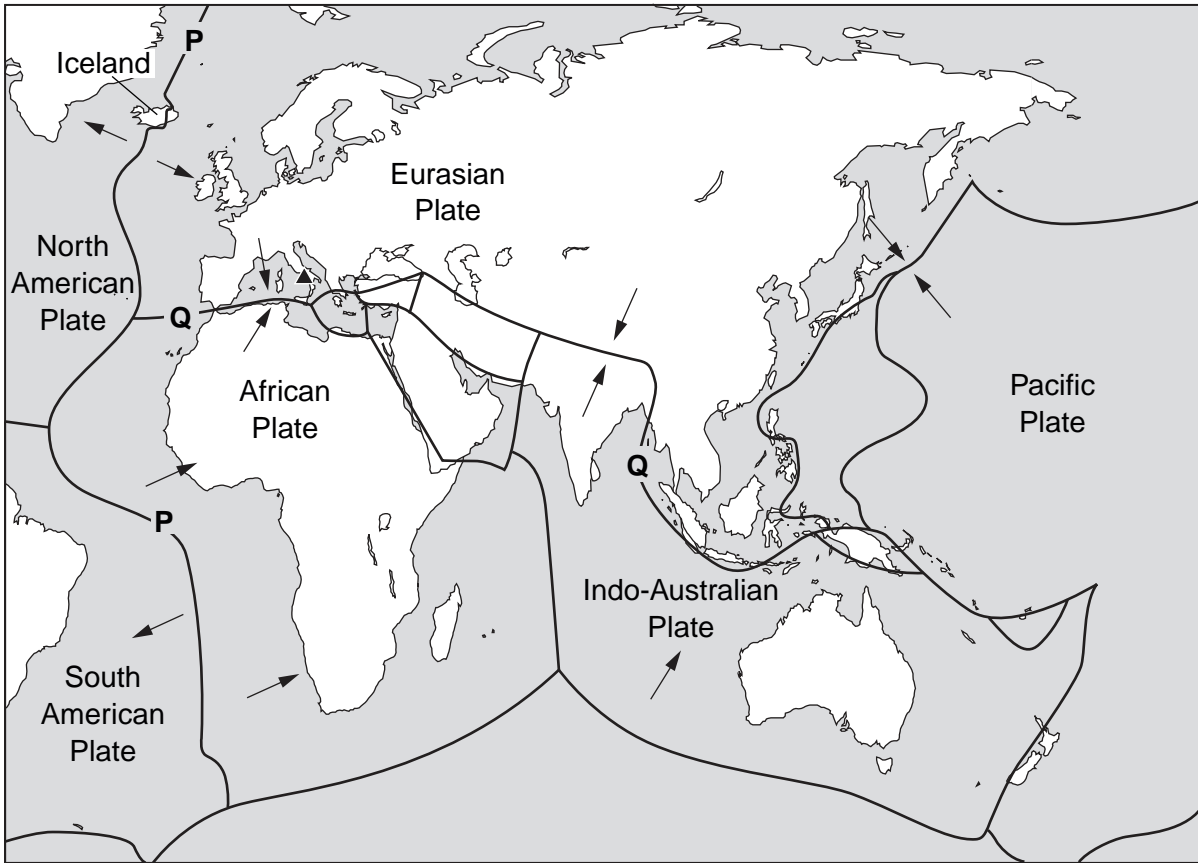 P
Iceland
Eurasian
Plate
North
American
Plate
Q
African
Plate
Pacific
Plate
Q
P
Indo-Australian
Plate
South
American
Plate